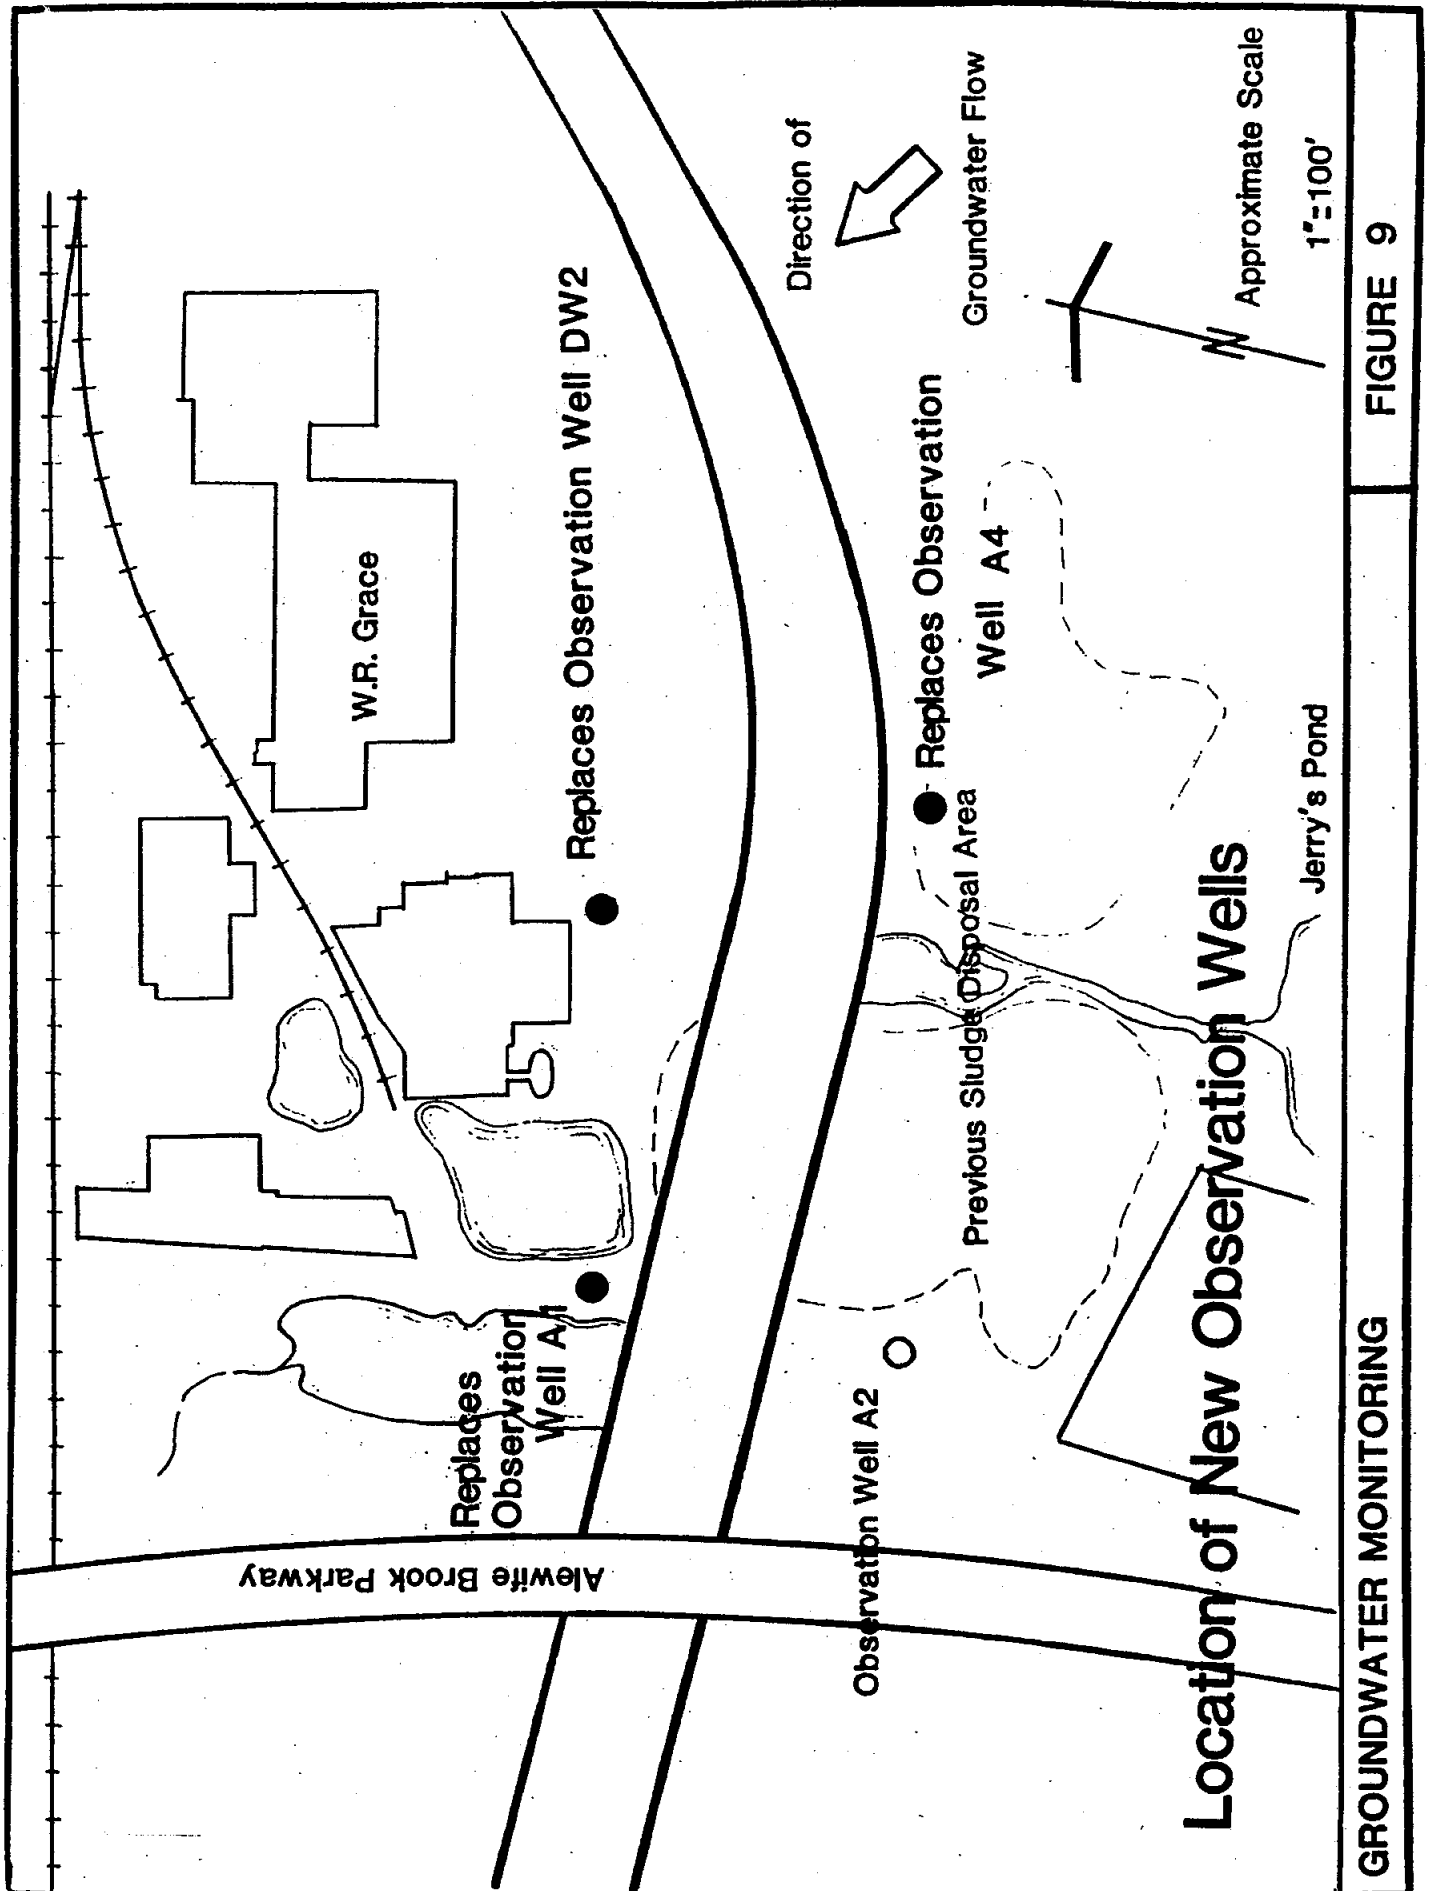 W.R. Grace
Replaces
Observation
Well A1
Replaces Observation Well DW2
Alewife Brook Parkway
Direction of
Groundwater Flow
Observation Well A2
Previous Sludge Disposal Area
Replaces Observation
Well A4
Location of New Observation Wells
Jerry's Pond
N
Approximate Scale
1"=100'
GROUNDWATER MONITORING
FIGURE 9